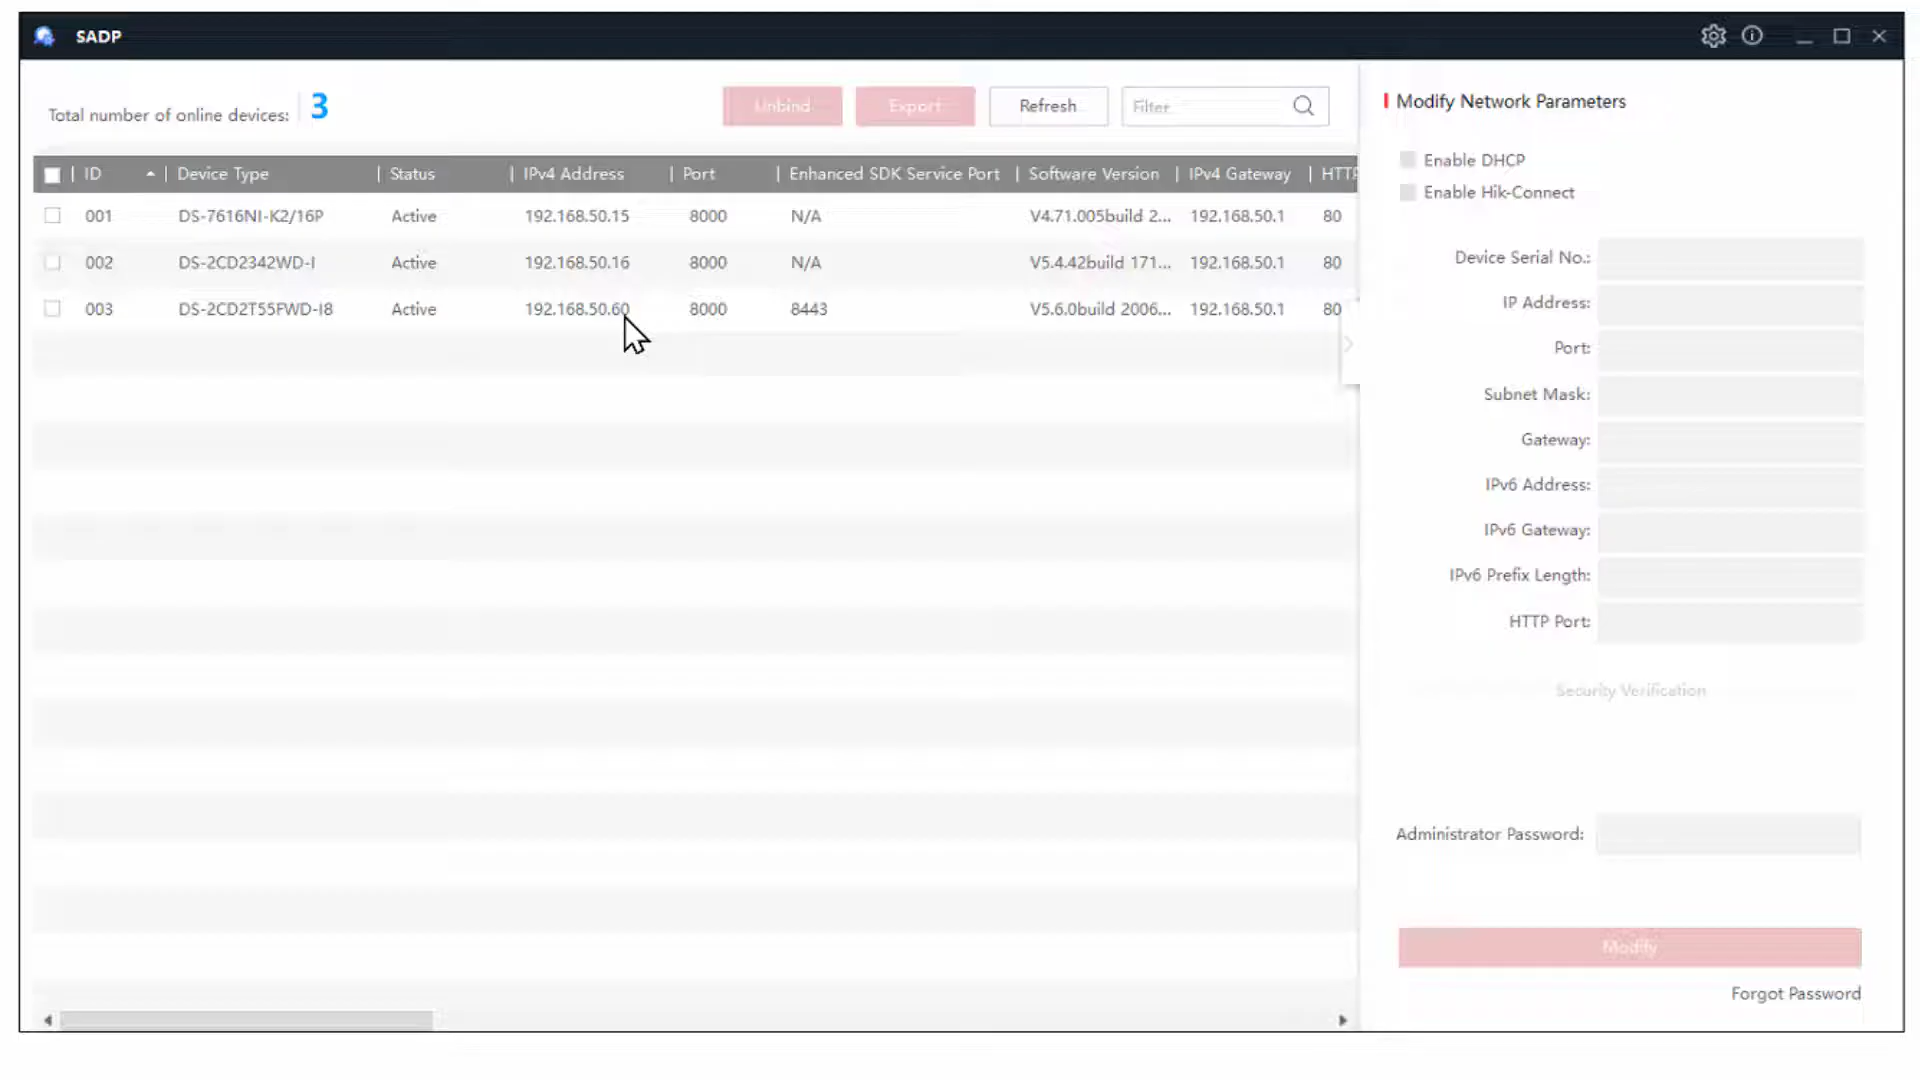 SADP
Total number of online devices: 3
Unbind
Export
Refresh
Filter
ID | Device Type | Status | IPv4 Address | Port | Enhanced SDK Service Port | Software Version | IPv4 Gateway | HTTP
001 DS-7616NI-K2/16P Active 192.168.50.15 8000 N/A V4.71.005build 2... 192.168.50.1 80
002 DS-2CD2342WD-I Active 192.168.50.16 8000 N/A V5.4.42build 171... 192.168.50.1 80
003 DS-2CD2T55FWD-I8 Active 192.168.50.60 8000 8443 V5.6.0build 2006... 192.168.50.1 80
Modify Network Parameters
Enable DHCP
Enable Hik-Connect
Device Serial No.:
IP Address:
Port:
Subnet Mask:
Gateway:
IPv6 Address:
IPv6 Gateway:
IPv6 Prefix Length:
HTTP Port:
Security Verification
Administrator Password:
Modify
Forgot Password